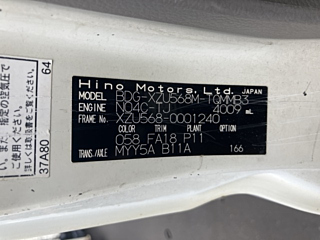 Hino Motors, Ltd. JAPAN
MODEL BDG-XZU568M-TQMMB3
ENGINE N04C-TJ 4009 mL
FRAME No. XZU568-0001240
COLOR TRIM PLANT
058 FA18 P11
TRANS/AXLE MYY5A B11A 166
64
37A80